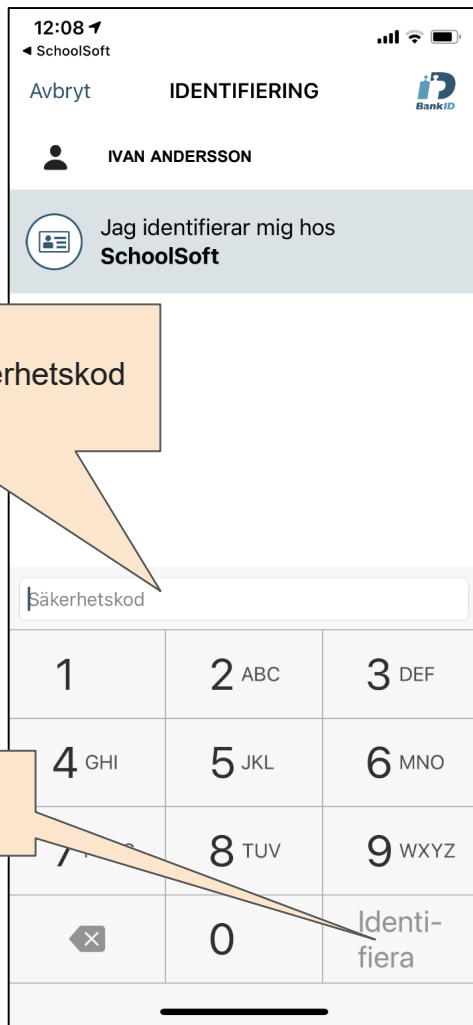 12:08
◀ SchoolSoft
Avbryt
IDENTIFIERING
BankID
IVAN ANDERSSON
Jag identifierar mig hos
SchoolSoft
Säkerhetskod
1
2 ABC
3 DEF
4 GHI
5 JKL
6 MNO
7
8 TUV
9 WXYZ
0
Identi-
fiera